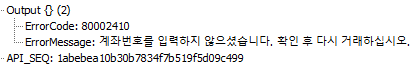 Output {} (2)
ErrorCode: 80002410
ErrorMessage: 계좌번호를 입력하지 않으셨습니다. 확인 후 다시 거래하십시오.
API_SEQ: 1abebea10b30b7834f7b519f5d09c499